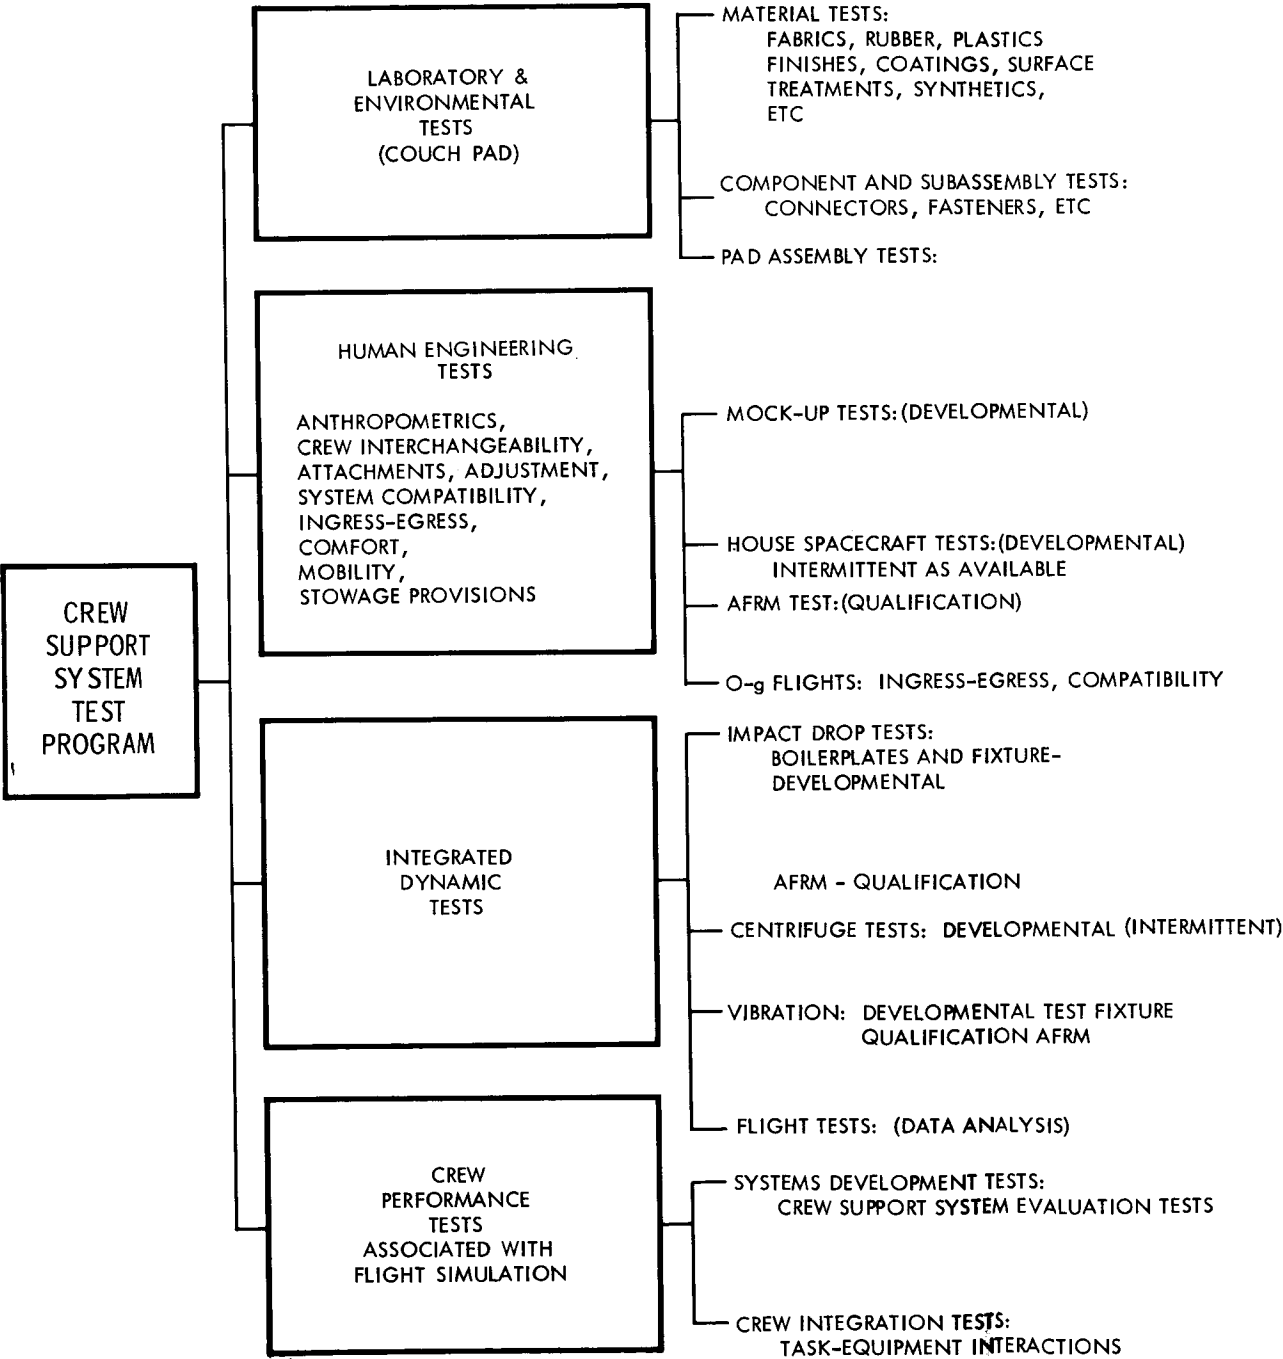 CREW
SUPPORT
SYSTEM
TEST
PROGRAM
LABORATORY &
ENVIRONMENTAL
TESTS
(COUCH PAD)
MATERIAL TESTS:
FABRICS, RUBBER, PLASTICS
FINISHES, COATINGS, SURFACE
TREATMENTS, SYNTHETICS,
ETC
COMPONENT AND SUBASSEMBLY TESTS:
CONNECTORS, FASTENERS, ETC
PAD ASSEMBLY TESTS:
HUMAN ENGINEERING
TESTS
ANTHROPOMETRICS,
CREW INTERCHANGEABILITY,
ATTACHMENTS, ADJUSTMENT,
SYSTEM COMPATIBILITY,
INGRESS-EGRESS,
COMFORT,
MOBILITY,
STOWAGE PROVISIONS
MOCK-UP TESTS: (DEVELOPMENTAL)
HOUSE SPACECRAFT TESTS: (DEVELOPMENTAL)
INTERMITTENT AS AVAILABLE
AFRM TEST: (QUALIFICATION)
O-g FLIGHTS: INGRESS-EGRESS, COMPATIBILITY
INTEGRATED
DYNAMIC
TESTS
IMPACT DROP TESTS:
BOILERPLATES AND FIXTURE-
DEVELOPMENTAL
AFRM - QUALIFICATION
CENTRIFUGE TESTS: DEVELOPMENTAL (INTERMITTENT)
VIBRATION: DEVELOPMENTAL TEST FIXTURE
QUALIFICATION AFRM
FLIGHT TESTS: (DATA ANALYSIS)
CREW
PERFORMANCE
TESTS
ASSOCIATED WITH
FLIGHT SIMULATION
SYSTEMS DEVELOPMENT TESTS:
CREW SUPPORT SYSTEM EVALUATION TESTS
CREW INTEGRATION TESTS:
TASK-EQUIPMENT INTERACTIONS